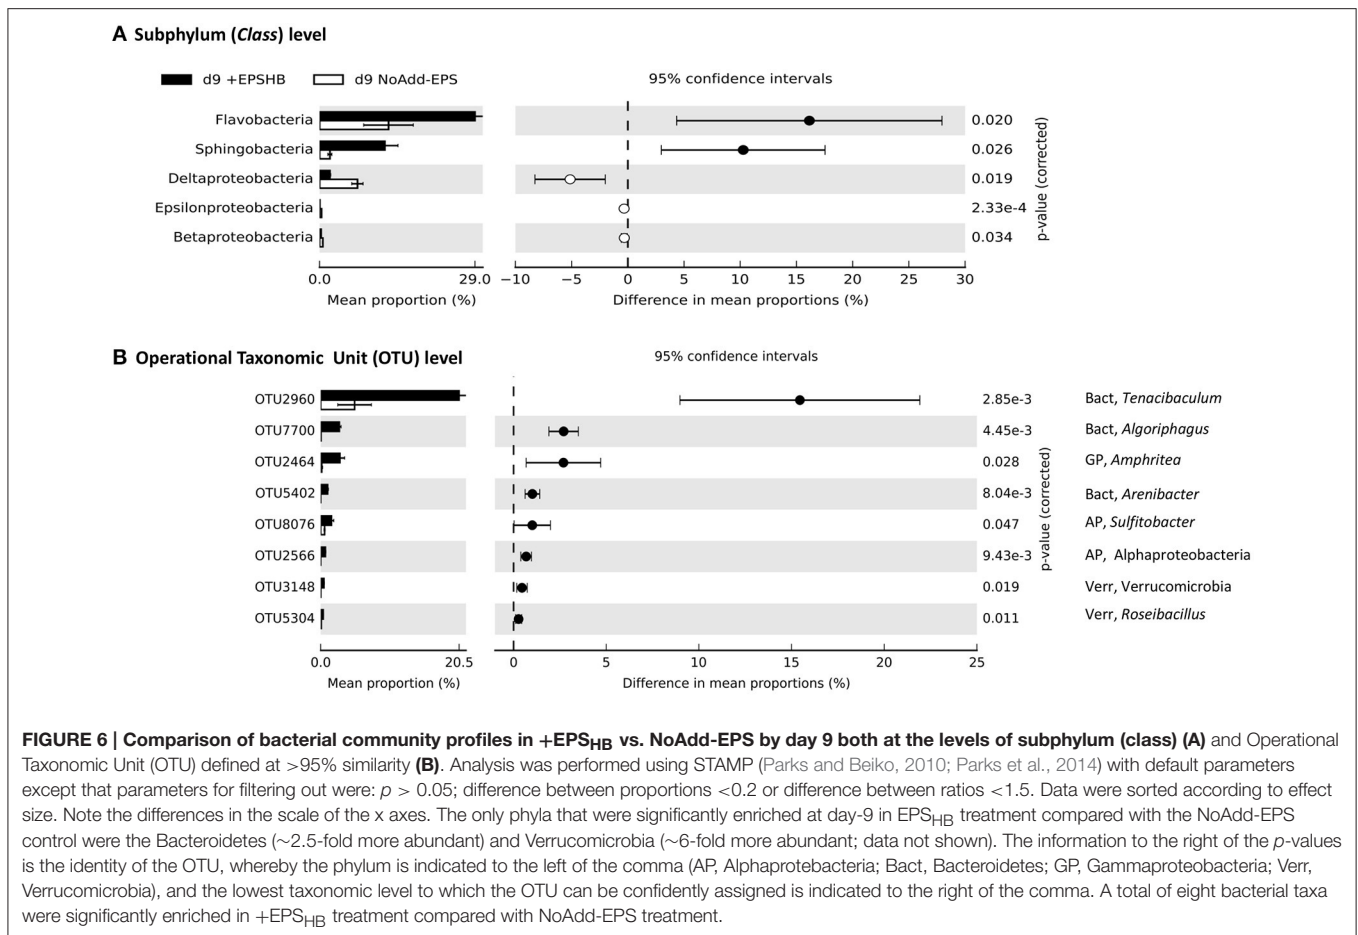 A Subphylum (Class) level
d9 +EPSHB d9 NoAdd-EPS 95% confidence intervals
Flavobacteria 0.020
Sphingobacteria 0.026
Deltaproteobacteria 0.019
Epsilonproteobacteria 2.33e-4
Betaproteobacteria 0.034
p-value (corrected)
0.0 29.0 −10 −5 0 5 10 15 20 25 30
Mean proportion (%) Difference in mean proportions (%)
B Operational Taxonomic Unit (OTU) level 95% confidence intervals
OTU2960 2.85e-3 Bact, Tenacibaculum
OTU7700 4.45e-3 Bact, Algoriphagus
OTU2464 0.028 GP, Amphritea
OTU5402 8.04e-3 Bact, Arenibacter
OTU8076 0.047 AP, Sulfitobacter
OTU2566 9.43e-3 AP, Alphaproteobacteria
OTU3148 0.019 Verr, Verrucomicrobia
OTU5304 0.011 Verr, Roseibacillus
p-value (corrected)
0.0 20.5 0 5 10 15 20 25
Mean proportion (%) Difference in mean proportions (%)
FIGURE 6 | Comparison of bacterial community profiles in +EPSHB vs. NoAdd-EPS by day 9 both at the levels of subphylum (class) (A) and Operational
Taxonomic Unit (OTU) defined at >95% similarity (B). Analysis was performed using STAMP (Parks and Beiko, 2010; Parks et al., 2014) with default parameters
except that parameters for filtering out were: p > 0.05; difference between proportions <0.2 or difference between ratios <1.5. Data were sorted according to effect
size. Note the differences in the scale of the x axes. The only phyla that were significantly enriched at day-9 in EPSHB treatment compared with the NoAdd-EPS
control were the Bacteroidetes (∼2.5-fold more abundant) and Verrucomicrobia (∼6-fold more abundant; data not shown). The information to the right of the p-values
is the identity of the OTU, whereby the phylum is indicated to the left of the comma (AP, Alphaprotebacteria; Bact, Bacteroidetes; GP, Gammaproteobacteria; Verr,
Verrucomicrobia), and the lowest taxonomic level to which the OTU can be confidently assigned is indicated to the right of the comma. A total of eight bacterial taxa
were significantly enriched in +EPSHB treatment compared with NoAdd-EPS treatment.